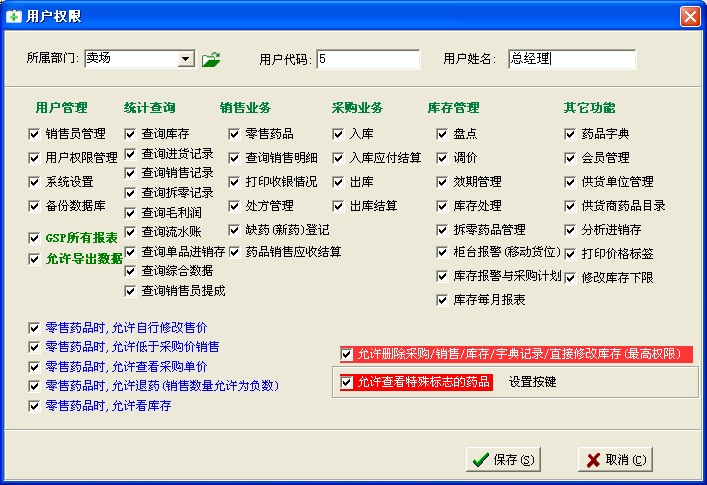 用户权限
所属部门: 卖场 用户代码: 5 用户姓名: 总经理
用户管理 统计查询 销售业务 采购业务 库存管理 其它功能
销售员管理
用户权限管理
系统设置
备份数据库
GSP所有报表
允许导出数据
查询库存
查询进货记录
查询销售记录
查询拆零记录
查询毛利润
查询流水账
查询单品进销存
查询综合数据
查询销售员提成
零售药品
查询销售明细
打印收银情况
处方管理
缺药(新药)登记
药品销售应收结算
入库
入库应付结算
出库
出库结算
盘点
调价
效期管理
库存处理
拆零药品管理
柜台报警(移动货位)
库存报警与采购计划
库存每月报表
药品字典
会员管理
供货单位管理
供货商药品目录
分析进销存
打印价格标签
修改库存下限
零售药品时,允许自行修改售价
零售药品时,允许低于采购价销售
零售药品时,允许查看采购单价
零售药品时,允许退药(销售数量允许为负数)
零售药品时,允许看库存
允许删除采购/销售/库存/字典记录/直接修改库存(最高权限)
允许查看特殊标志的药品 设置按键
保存(S) 取消(C)